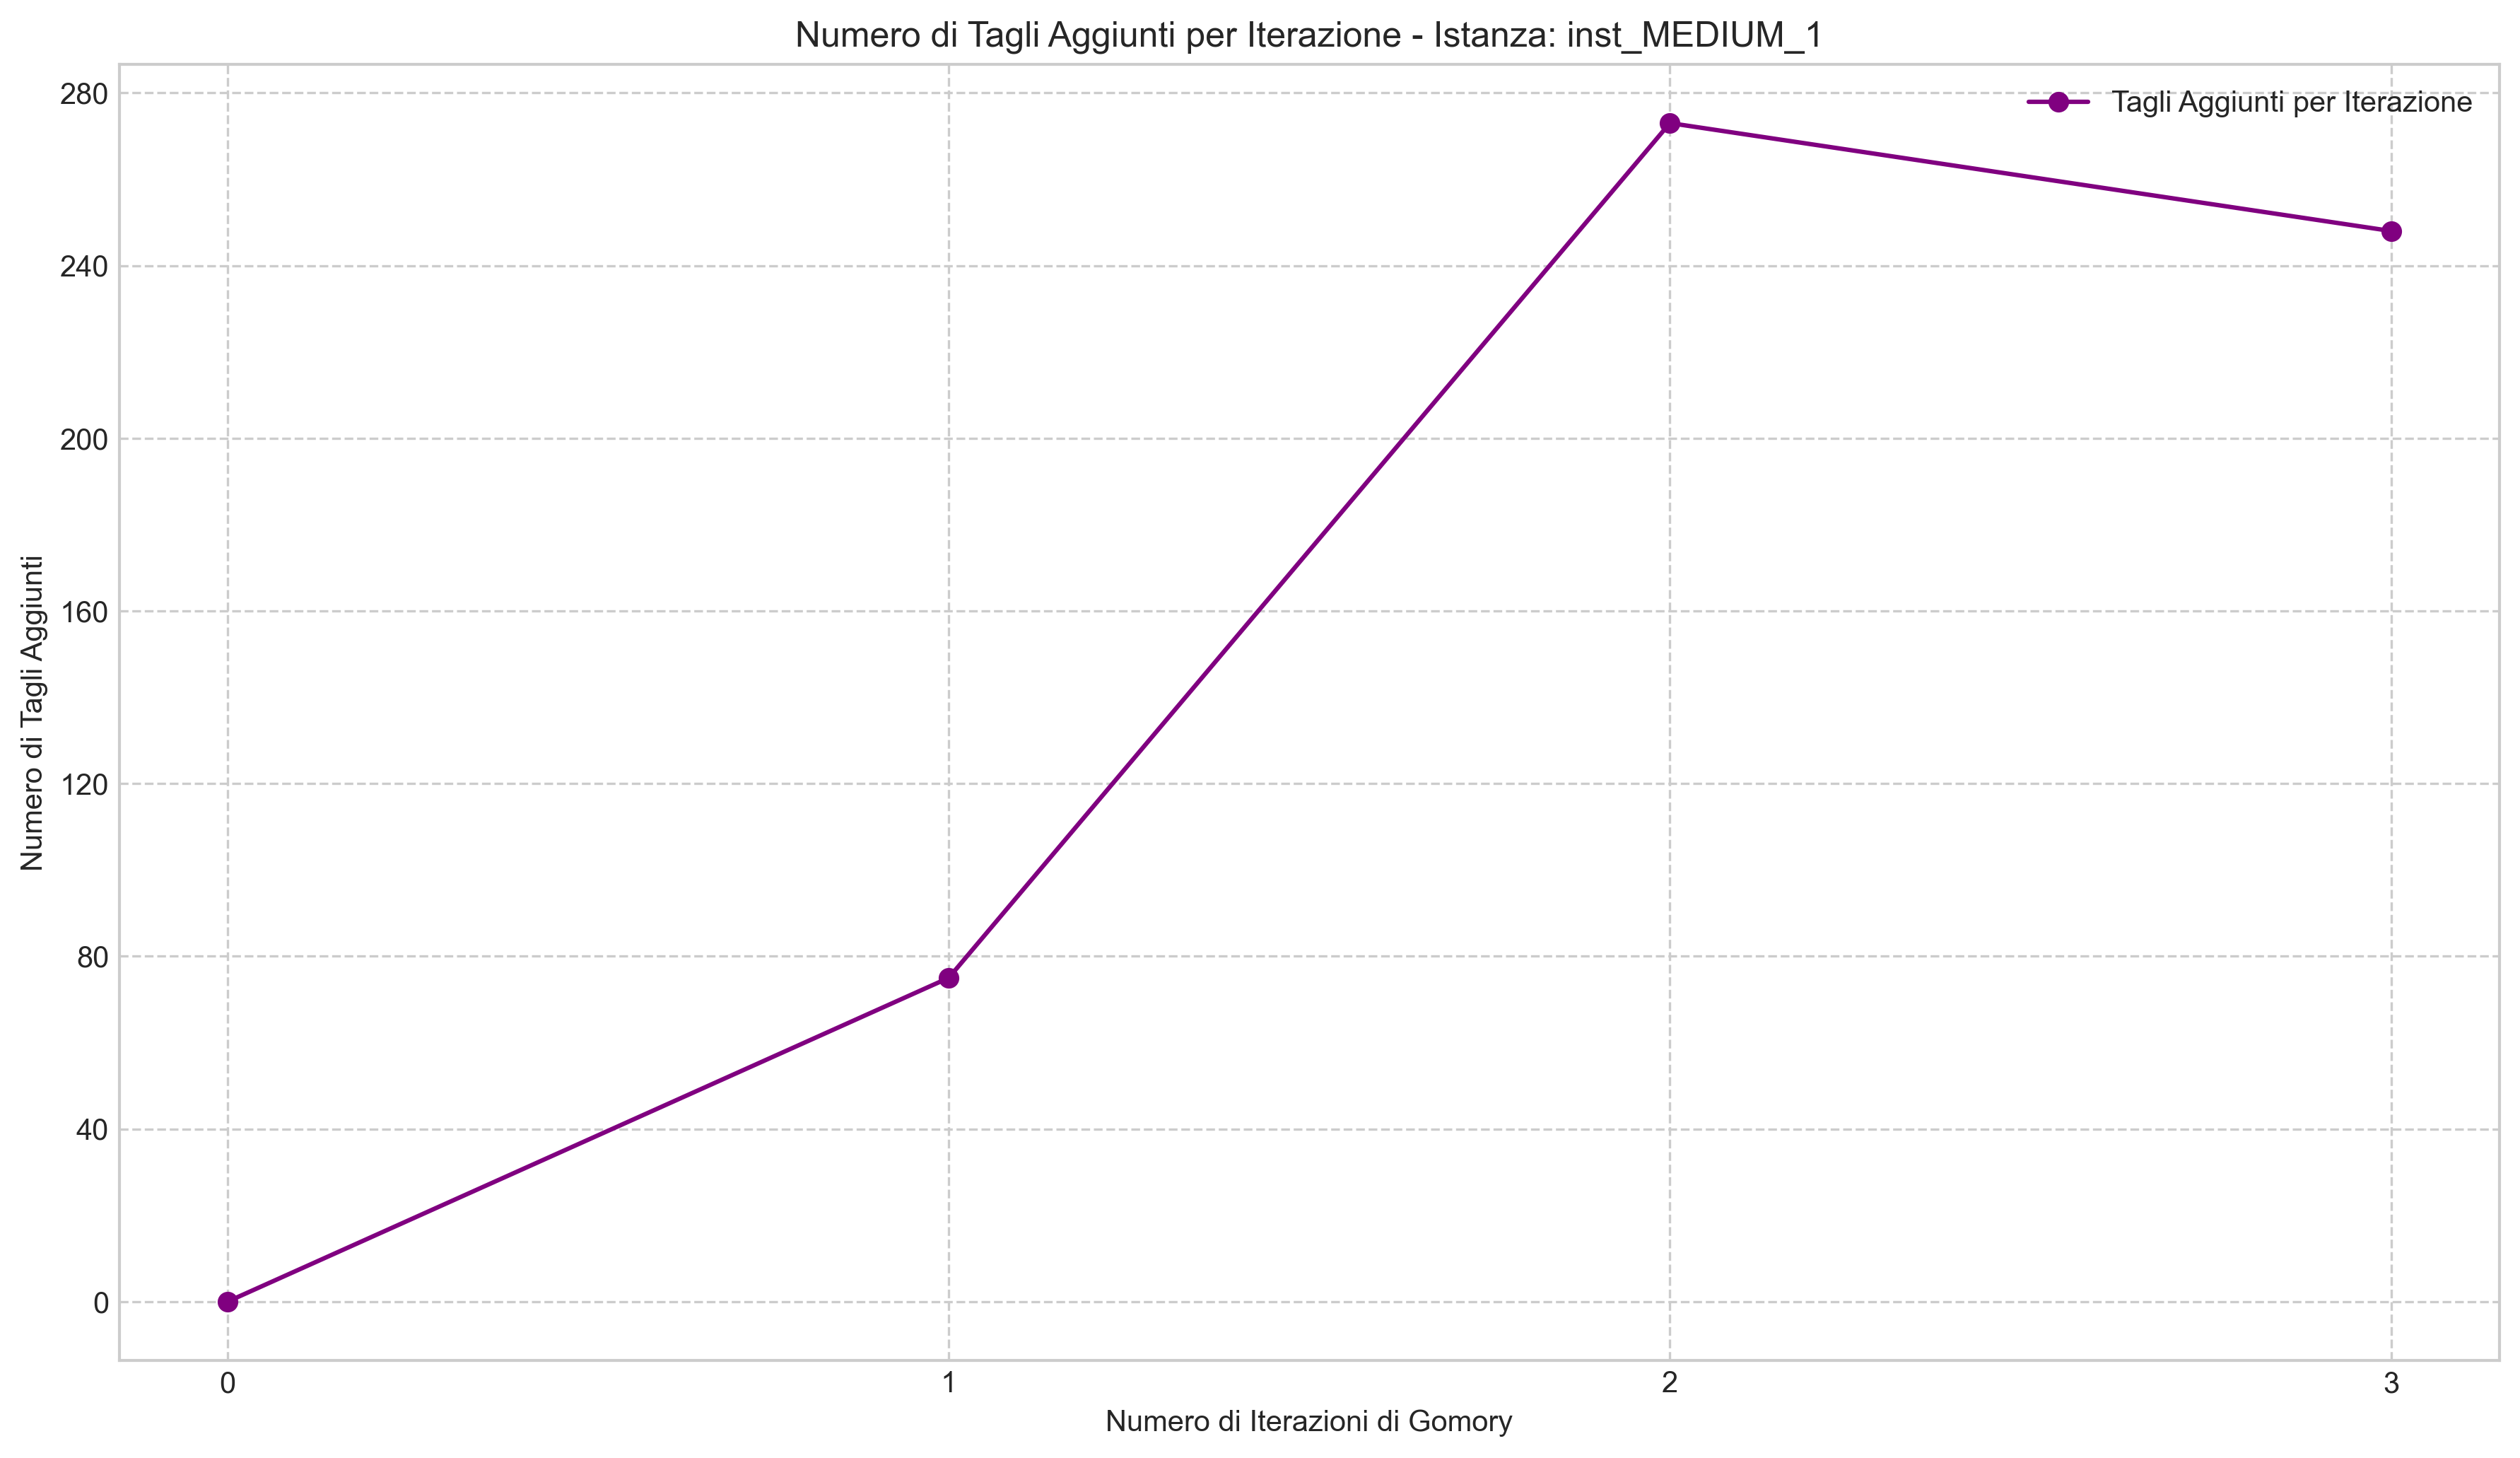 Numero di Tagli Aggiunti per Iterazione - Istanza: inst_MEDIUM_1
Tagli Aggiunti per Iterazione
Numero di Tagli Aggiunti
280
240
200
160
120
80
40
0
0 1 2 3
Numero di Iterazioni di Gomory